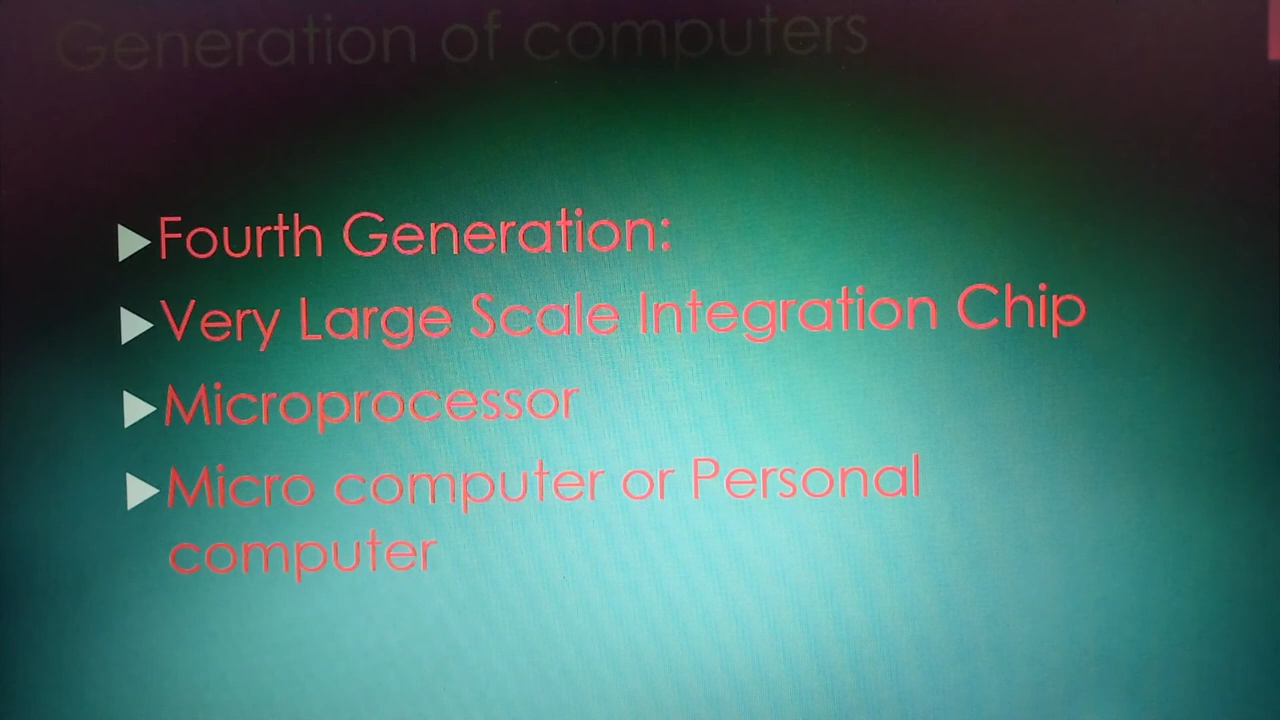 Generation of computers
Fourth Generation:
Very Large Scale Integration Chip
Microprocessor
Micro computer or Personal
computer